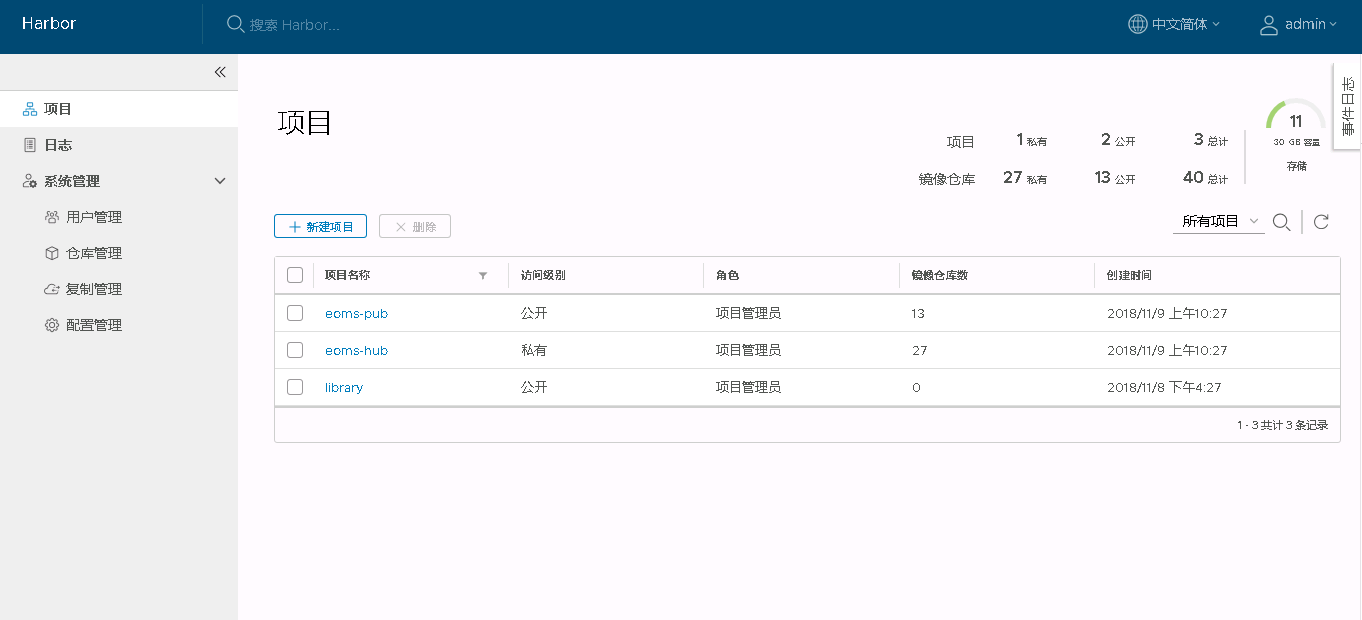 Harbor
搜索 Harbor...
中文简体
admin
项目
日志
系统管理
用户管理
仓库管理
复制管理
配置管理
项目
项目 1 私有 2 公开 3 总计
镜像仓库 27 私有 13 公开 40 总计
11
30 GB 容量
存储
事件日志
新建项目 删除
所有项目
项目名称 访问级别 角色 镜像仓库数 创建时间
eoms-pub 公开 项目管理员 13 2018/11/9 上午10:27
eoms-hub 私有 项目管理员 27 2018/11/9 上午10:27
library 公开 项目管理员 0 2018/11/8 下午4:27
1 - 3 共计 3 条记录